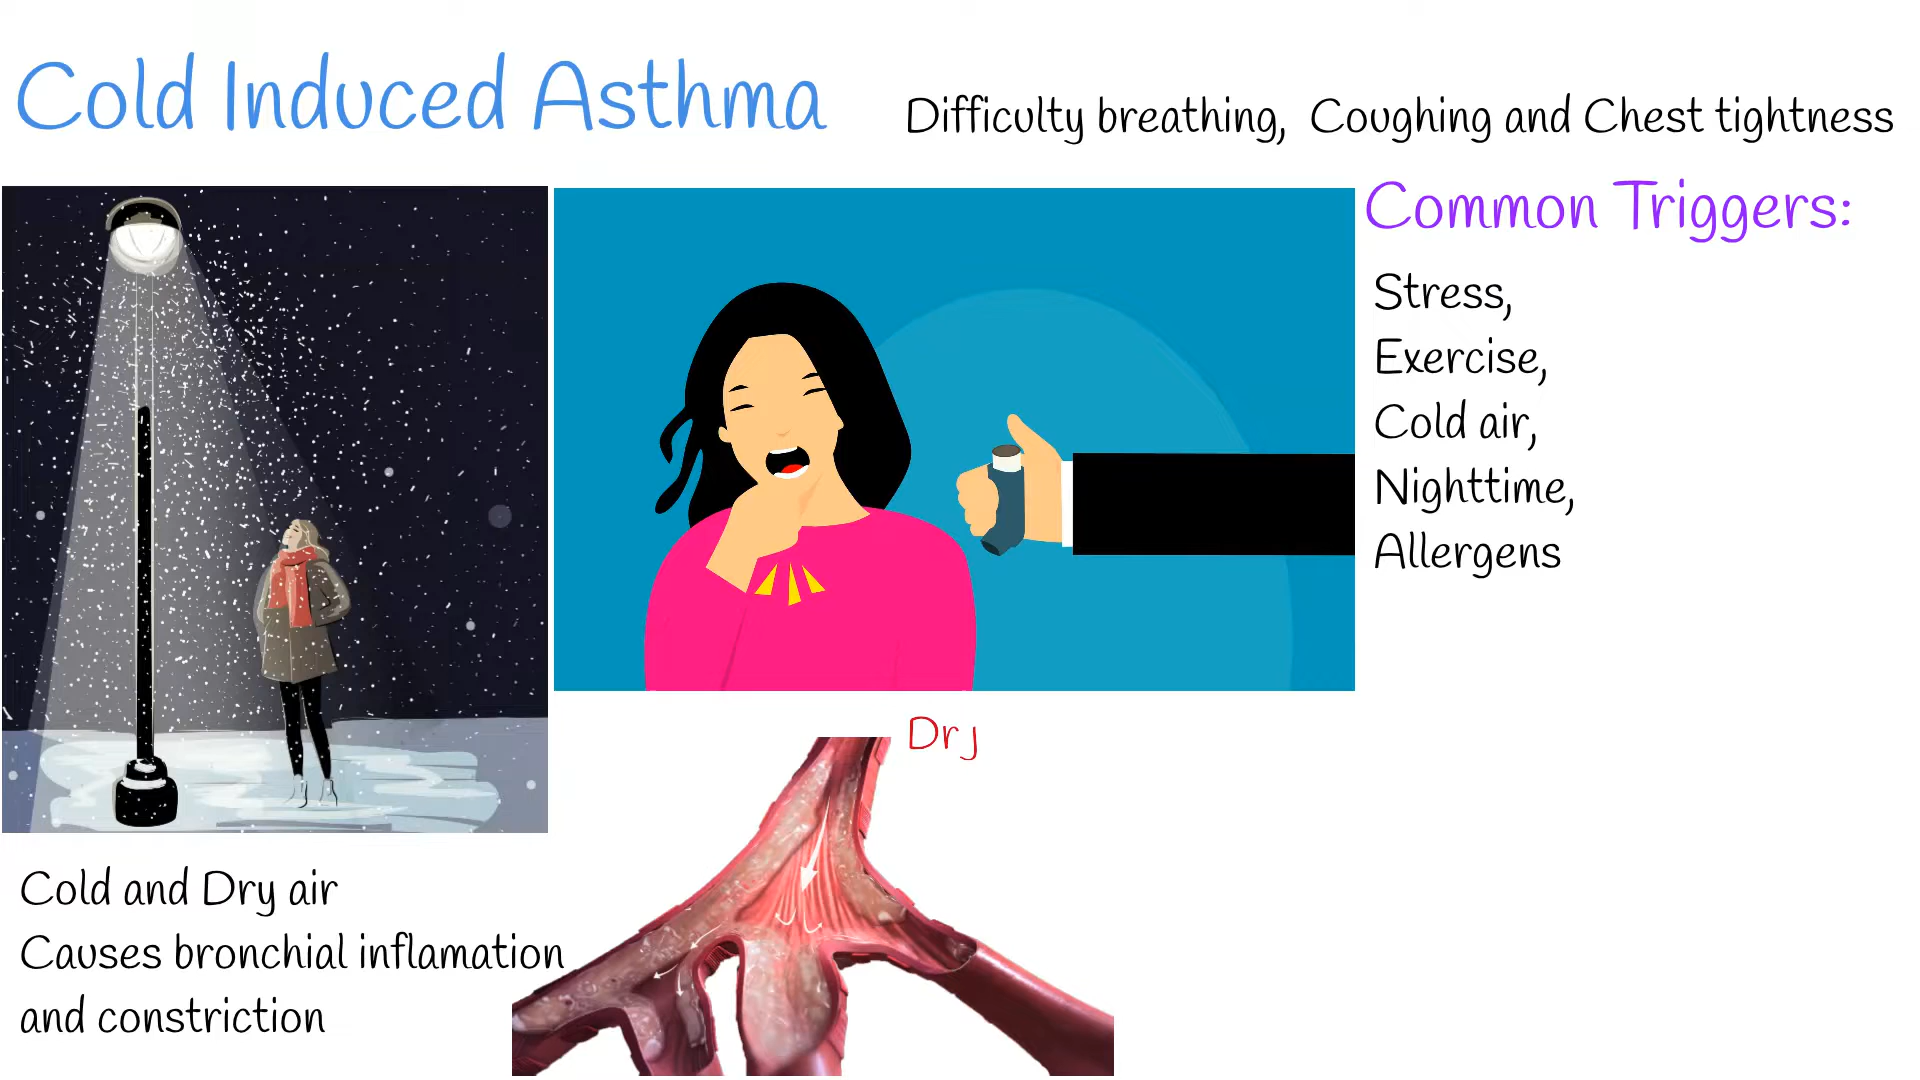 Cold Induced Asthma
Difficulty breathing, Coughing and Chest tightness
Common Triggers:
Stress,
Exercise,
Cold air,
Nighttime,
Allergens
Dr J
Cold and Dry air
Causes bronchial inflamation
and constriction